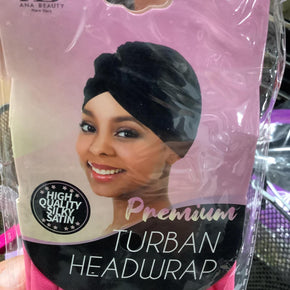 ANA BEAUTY
HIGH
QUALITY
SILKY
SATIN
Premium
TURBAN
HEADWRAP